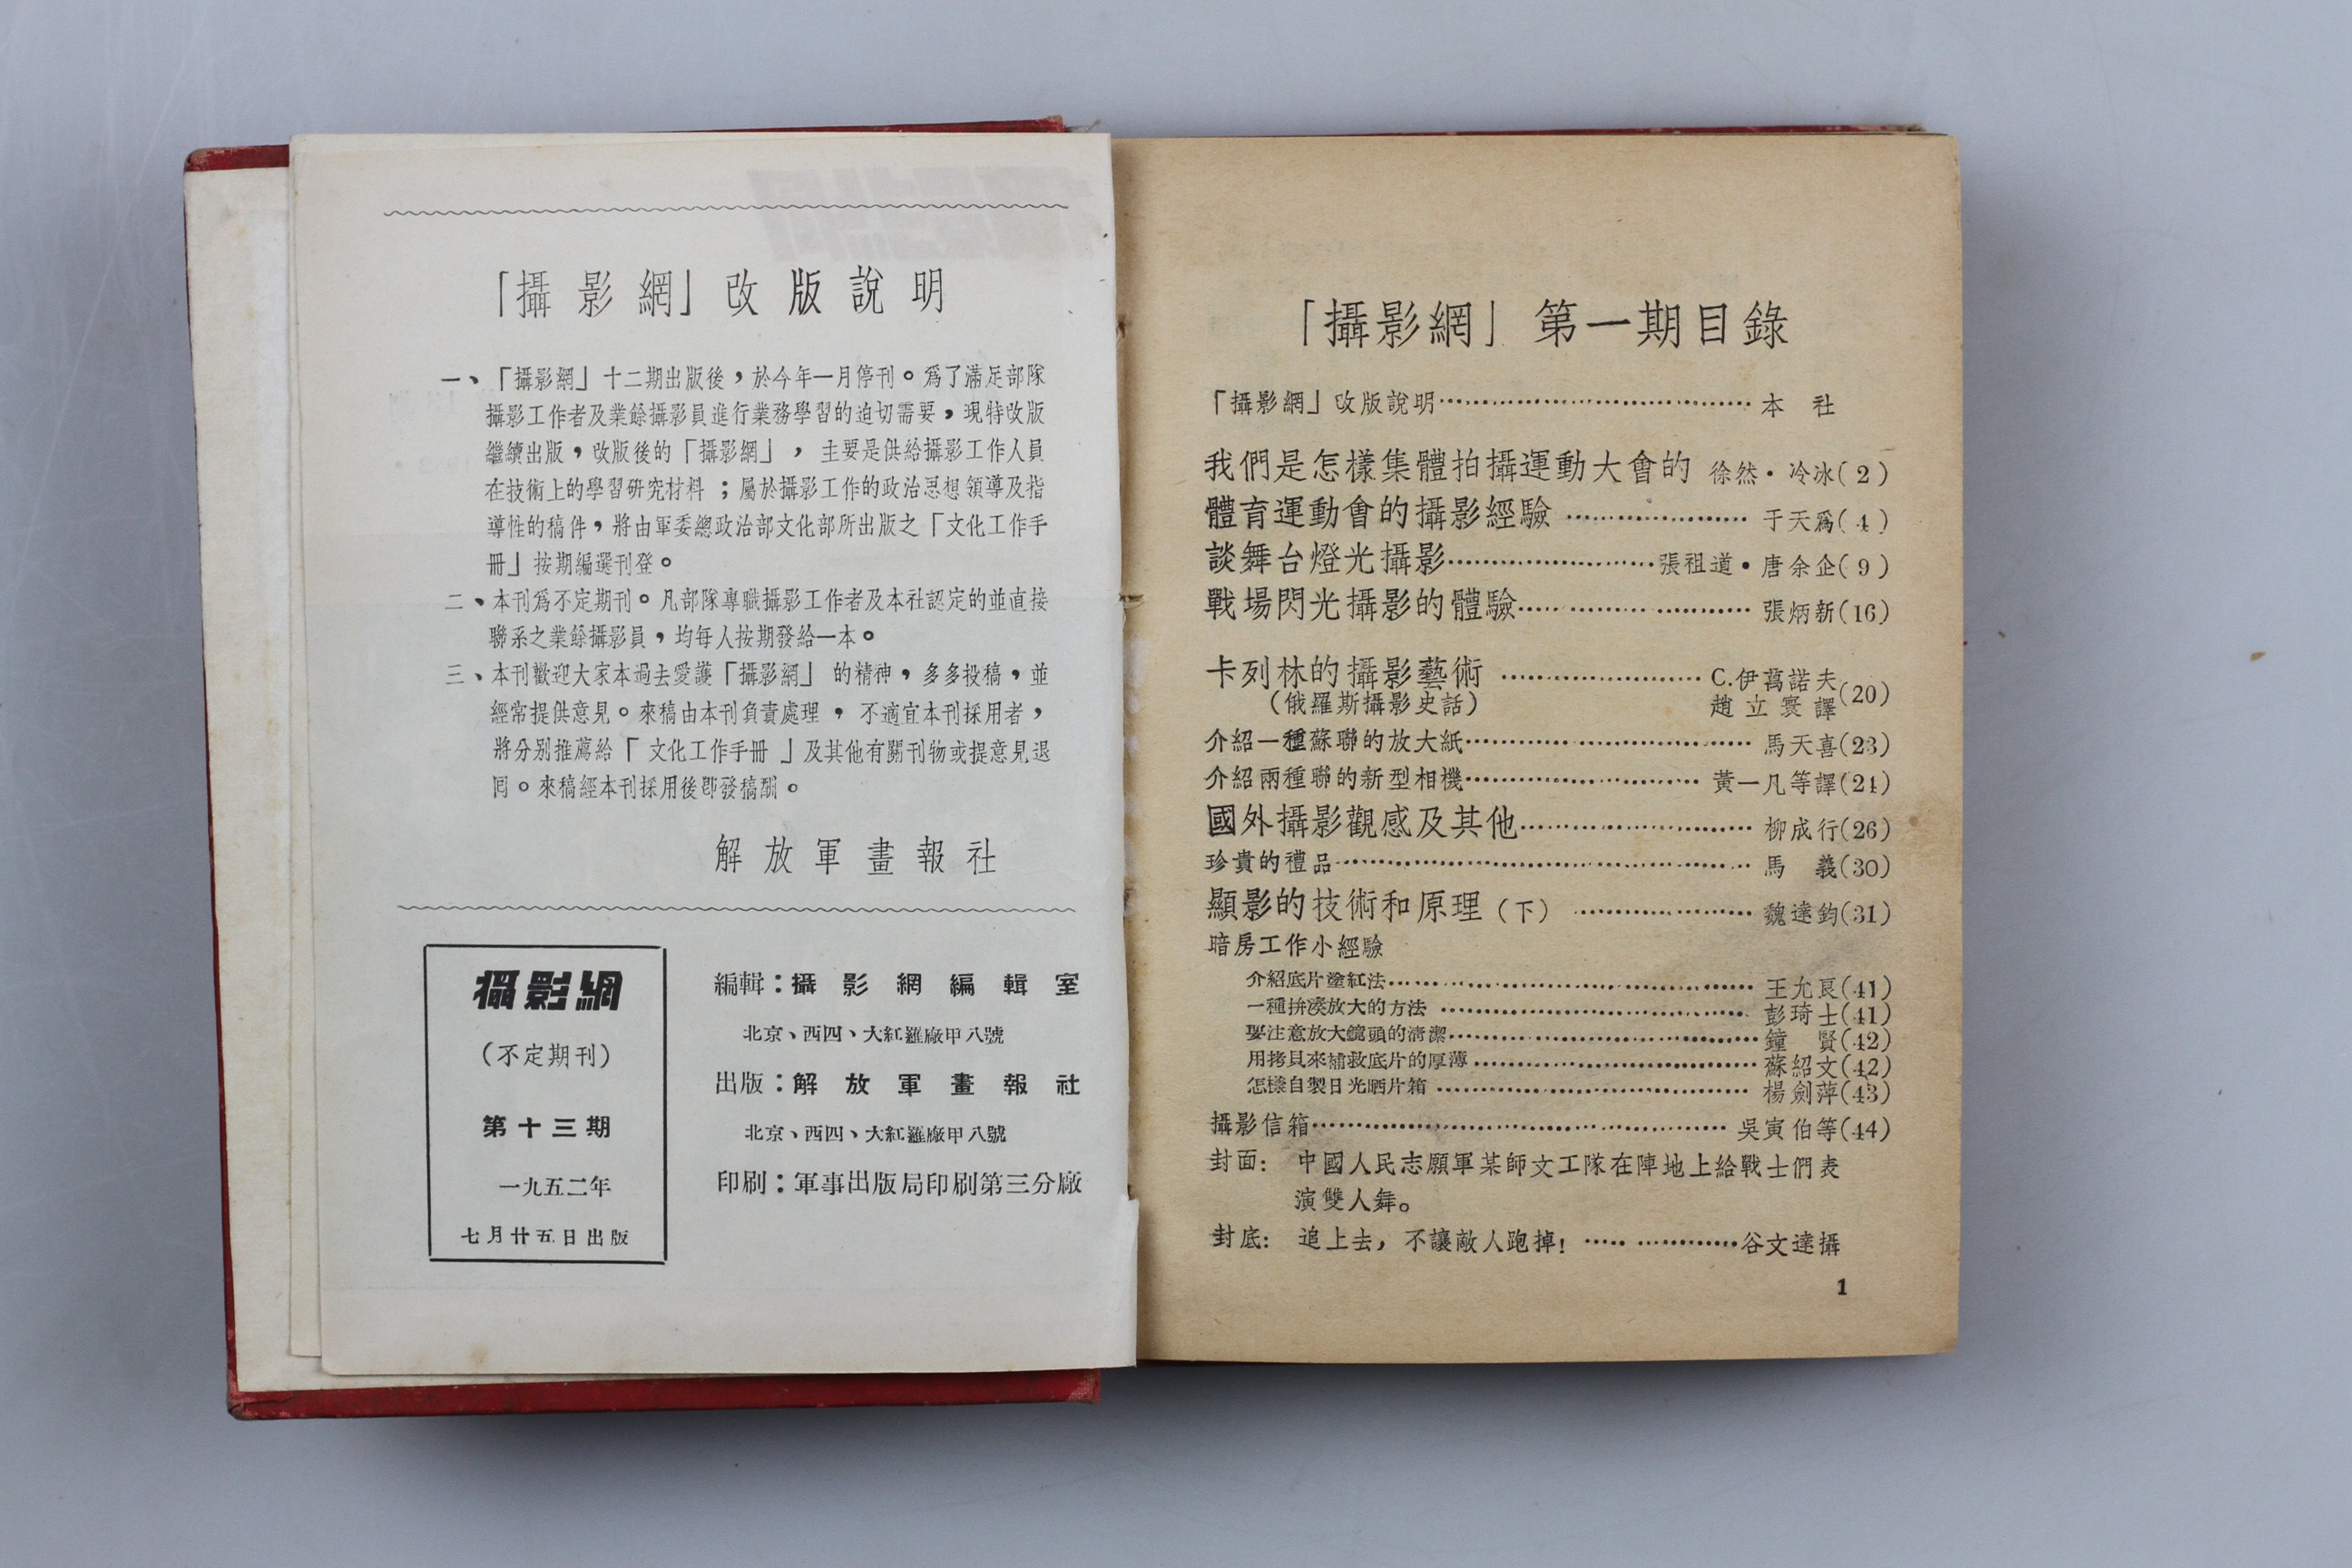 「攝影網」改版說明
一、「攝影網」十二期出版後，於今年一月停刊。爲了滿足部隊
攝影工作者及業餘攝影員進行業務學習的迫切需要，現特改版
繼續出版，改版後的「攝影網」，主要是供給攝影工作人員
在技術上的學習研究材料；屬於攝影工作的政治思想領導及指
導性的稿件，將由軍委總政治部文化部所出版之「文化工作手
冊」按期編選刊登。
二、本刊爲不定期刊。凡部隊專職攝影工作者及本社認定的並直接
聯系之業餘攝影員，均每人按期發給一本。
三、本刊歡迎大家本過去愛護「攝影網」的精神，多多投稿，並
經常提供意見。來稿由本刊負責處理，不適宜本刊採用者，
將分別推薦給「文化工作手冊」及其他有關刊物或提意見退
囘。來稿經本刊採用後卽發稿酬。
解放軍畫報社
攝影網
（不定期刊）
第十三期
一九五二年
七月廿五日出版
編輯：攝影網編輯室
北京、西四、大紅羅廠甲八號
出版：解放軍畫報社
北京、西四、大紅羅廠甲八號
印刷：軍事出版局印刷第三分廠
「攝影網」第一期目錄
「攝影網」改版說明……………………………本　社
我們是怎樣集體拍攝運動大會的 徐然・冷冰(2)
體育運動會的攝影經驗……………………于天爲(4)
談舞台燈光攝影……………………張祖道・唐余企(9)
戰場閃光攝影的體驗……………………張炳新(16)
卡列林的攝影藝術……………………C.伊萬諾夫
（俄羅斯攝影史話）　趙立寰譯(20)
介紹一種蘇聯的放大紙……………………馬天喜(23)
介紹兩種聯的新型相機……………………黃一凡等譯(24)
國外攝影觀感及其他……………………柳成行(26)
珍貴的禮品……………………馬　義(30)
顯影的技術和原理（下）……………………魏達鈞(31)
暗房工作小經驗
介紹底片塗紅法……………………王允良(41)
一種拚湊放大的方法……………………彭琦士(41)
要注意放大鏡頭的清潔……………………鐘　賢(42)
用拷貝來補救底片的厚薄……………………蘇紹文(42)
怎樣自製日光晒片箱……………………楊劍萍(43)
攝影信箱……………………吳寅伯等(44)
封面：中國人民志願軍某師文工隊在陣地上給戰士們表
演雙人舞。
封底：追上去，不讓敵人跑掉！……………………谷文達攝
1